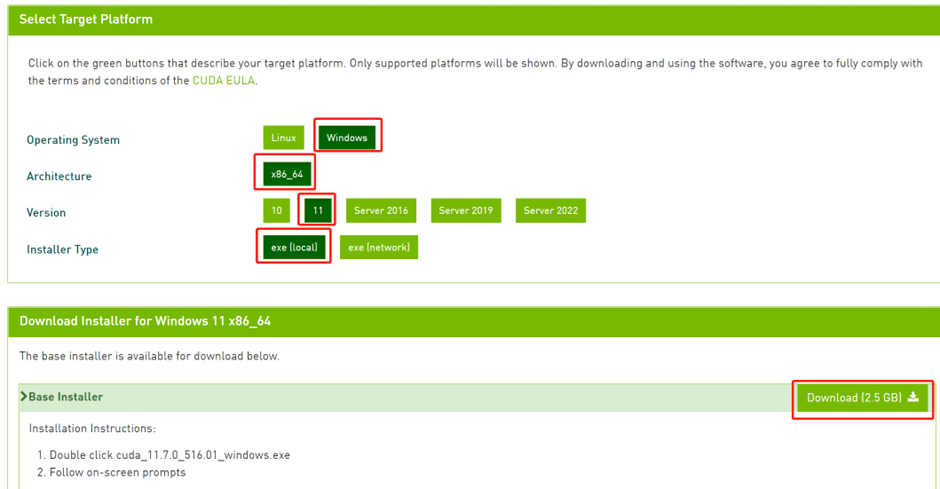 Select Target Platform
Click on the green buttons that describe your target platform. Only supported platforms will be shown. By downloading and using the software, you agree to fully comply with
the terms and conditions of the CUDA EULA.
Operating System Linux Windows
Architecture x86_64
Version 10 11 Server 2016 Server 2019 Server 2022
Installer Type exe (local) exe (network)
Download Installer for Windows 11 x86_64
The base installer is available for download below.
Base Installer Download (2.5 GB)
Installation Instructions:
1. Double click cuda_11.7.0_516.01_windows.exe
2. Follow on-screen prompts